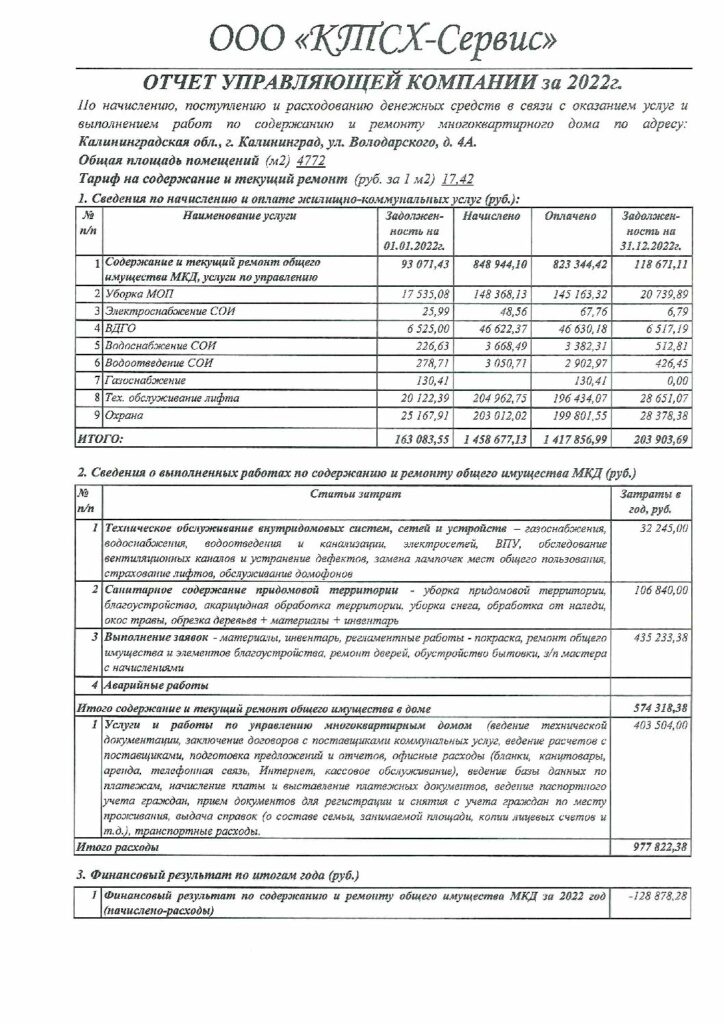 ООО «КТСХ-Сервис»
ОТЧЕТ УПРАВЛЯЮЩЕЙ КОМПАНИИ за 2022г.
По начислению, поступлению и расходованию денежных средств в связи с оказанием услуг и
выполнением работ по содержанию и ремонту многоквартирного дома по адресу:
Калининградская обл., г. Калининград, ул. Володарского, д. 4А.
Общая площадь помещений (м2) 4772
Тариф на содержание и текущий ремонт (руб. за 1 м2) 17,42
1. Сведения по начислению и оплате жилищно-коммунальных услуг (руб.):
№ п/п Наименование услуги Задолжен-ность на 01.01.2022г. Начислено Оплачено Задолжен-ность на 31.12.2022г.
1 Содержание и текущий ремонт общего имущества МКД, услуги по управлению 93 071,43 848 944,10 823 344,42 118 671,11
2 Уборка МОП 17 535,08 148 368,13 145 163,32 20 739,89
3 Электроснабжение СОИ 25,99 48,56 67,76 6,79
4 ВДГО 6 525,00 46 622,37 46 630,18 6 517,19
5 Водоснабжение СОИ 226,63 3 668,49 3 382,31 512,81
6 Водоотведение СОИ 278,71 3 050,71 2 902,97 426,45
7 Газоснабжение 130,41 130,41 0,00
8 Тех. обслуживание лифта 20 122,39 204 962,75 196 434,07 28 651,07
9 Охрана 25 167,91 203 012,02 199 801,55 28 378,38
ИТОГО: 163 083,55 1 458 677,13 1 417 856,99 203 903,69
2. Сведения о выполненных работах по содержанию и ремонту общего имущества МКД (руб.)
№ п/п Статьи затрат Затраты в год, руб.
1 Техническое обслуживание внутридомовых систем, сетей и устройств – газоснабжения, 32 245,00
водоснабжения, водоотведения и канализации, электросетей, ВПУ, обследование
вентиляционных каналов и устранение дефектов, замена лампочек мест общего пользования,
страхование лифтов, обслуживание домофонов
2 Санитарное содержание придомовой территории - уборка придомовой территории, 106 840,00
благоустройство, акарицидная обработка территории, уборка снега, обработка от наледи,
окос травы, обрезка деревьев + материалы + инвентарь
3 Выполнение заявок - материалы, инвентарь, регламентные работы - покраска, ремонт общего 435 233,38
имущества и элементов благоустройства, ремонт дверей, обустройство бытовки, з/п мастера
с начислениями
4 Аварийные работы
Итого содержание и текущий ремонт общего имущества в доме 574 318,38
1 Услуги и работы по управлению многоквартирным домом (ведение технической 403 504,00
документации, заключение договоров с поставщиками коммунальных услуг, ведение расчетов с
поставщиками, подготовка предложений и отчетов, офисные расходы (бланки, канцтовары,
аренда, телефонная связь, Интернет, кассовое обслуживание), ведение базы данных по
платежам, начисление платы и выставление платежных документов, ведение паспортного
учета граждан, прием документов для регистрации и снятия с учета граждан по месту
проживания, выдача справок (о составе семьи, занимаемой площади, копии лицевых счетов и
т.д.), транспортные расходы.
Итого расходы 977 822,38
3. Финансовый результат по итогам года (руб.)
1 Финансовый результат по содержанию и ремонту общего имущества МКД за 2022 год -128 878,28
(начислено-расходы)